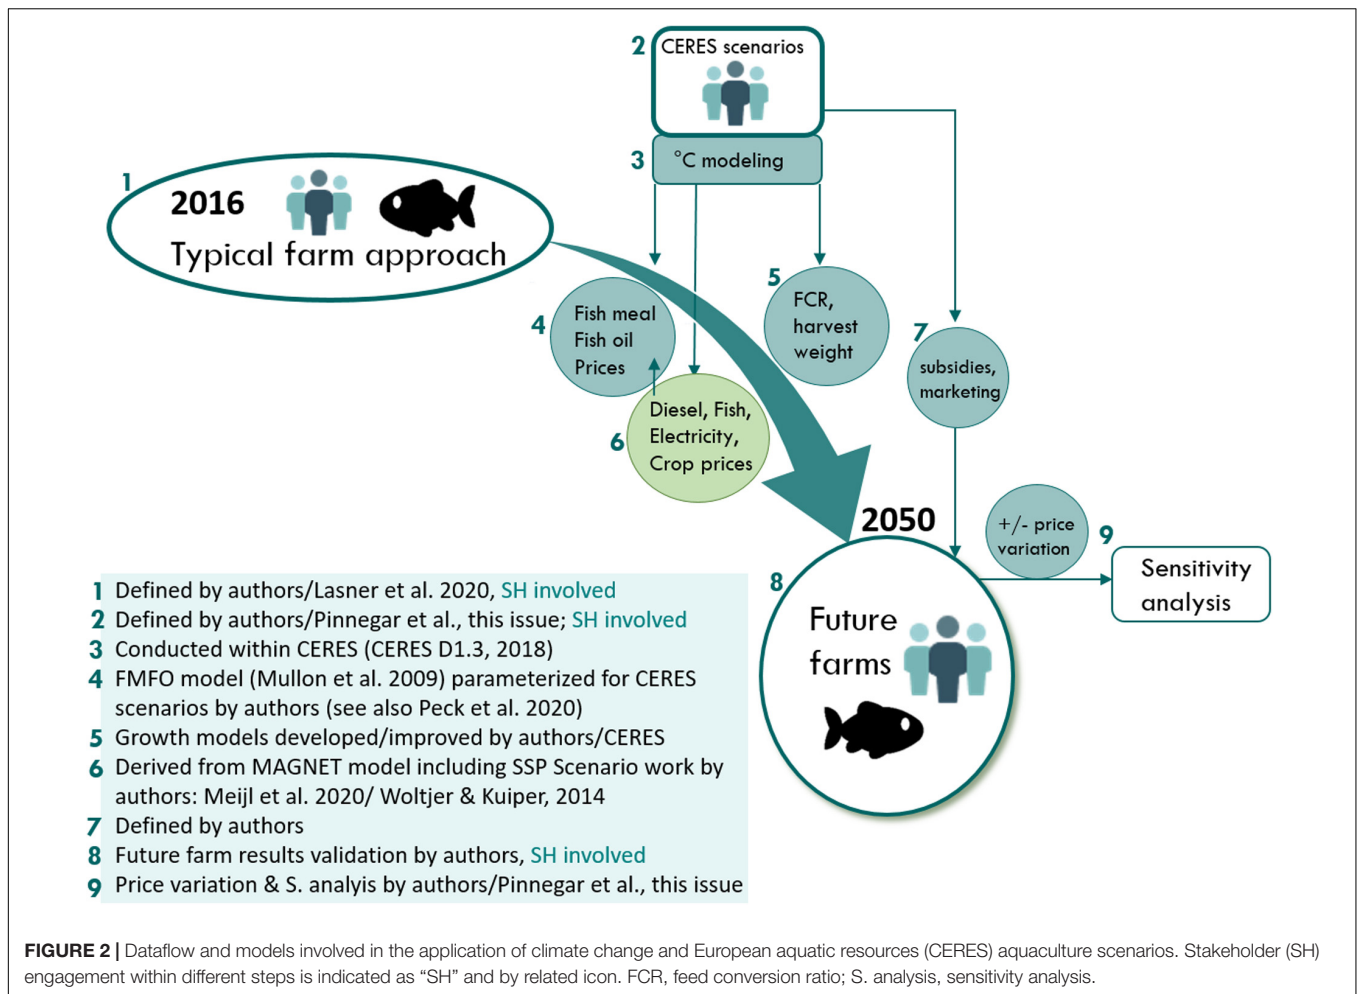 2 CERES scenarios
3 °C modeling
1
2016
Typical farm approach
4 Fish meal
Fish oil
Prices
5 FCR,
harvest
weight
6 Diesel, Fish,
Electricity,
Crop prices
7 subsidies,
marketing
2050
8 Future
farms
+/- price
variation
9
Sensitivity
analysis
1 Defined by authors/Lasner et al. 2020, SH involved
2 Defined by authors/Pinnegar et al., this issue; SH involved
3 Conducted within CERES (CERES D1.3, 2018)
4 FMFO model (Mullon et al. 2009) parameterized for CERES
scenarios by authors (see also Peck et al. 2020)
5 Growth models developed/improved by authors/CERES
6 Derived from MAGNET model including SSP Scenario work by
authors: Meijl et al. 2020/ Woltjer & Kuiper, 2014
7 Defined by authors
8 Future farm results validation by authors, SH involved
9 Price variation & S. analyis by authors/Pinnegar et al., this issue
FIGURE 2 | Dataflow and models involved in the application of climate change and European aquatic resources (CERES) aquaculture scenarios. Stakeholder (SH)
engagement within different steps is indicated as “SH” and by related icon. FCR, feed conversion ratio; S. analysis, sensitivity analysis.